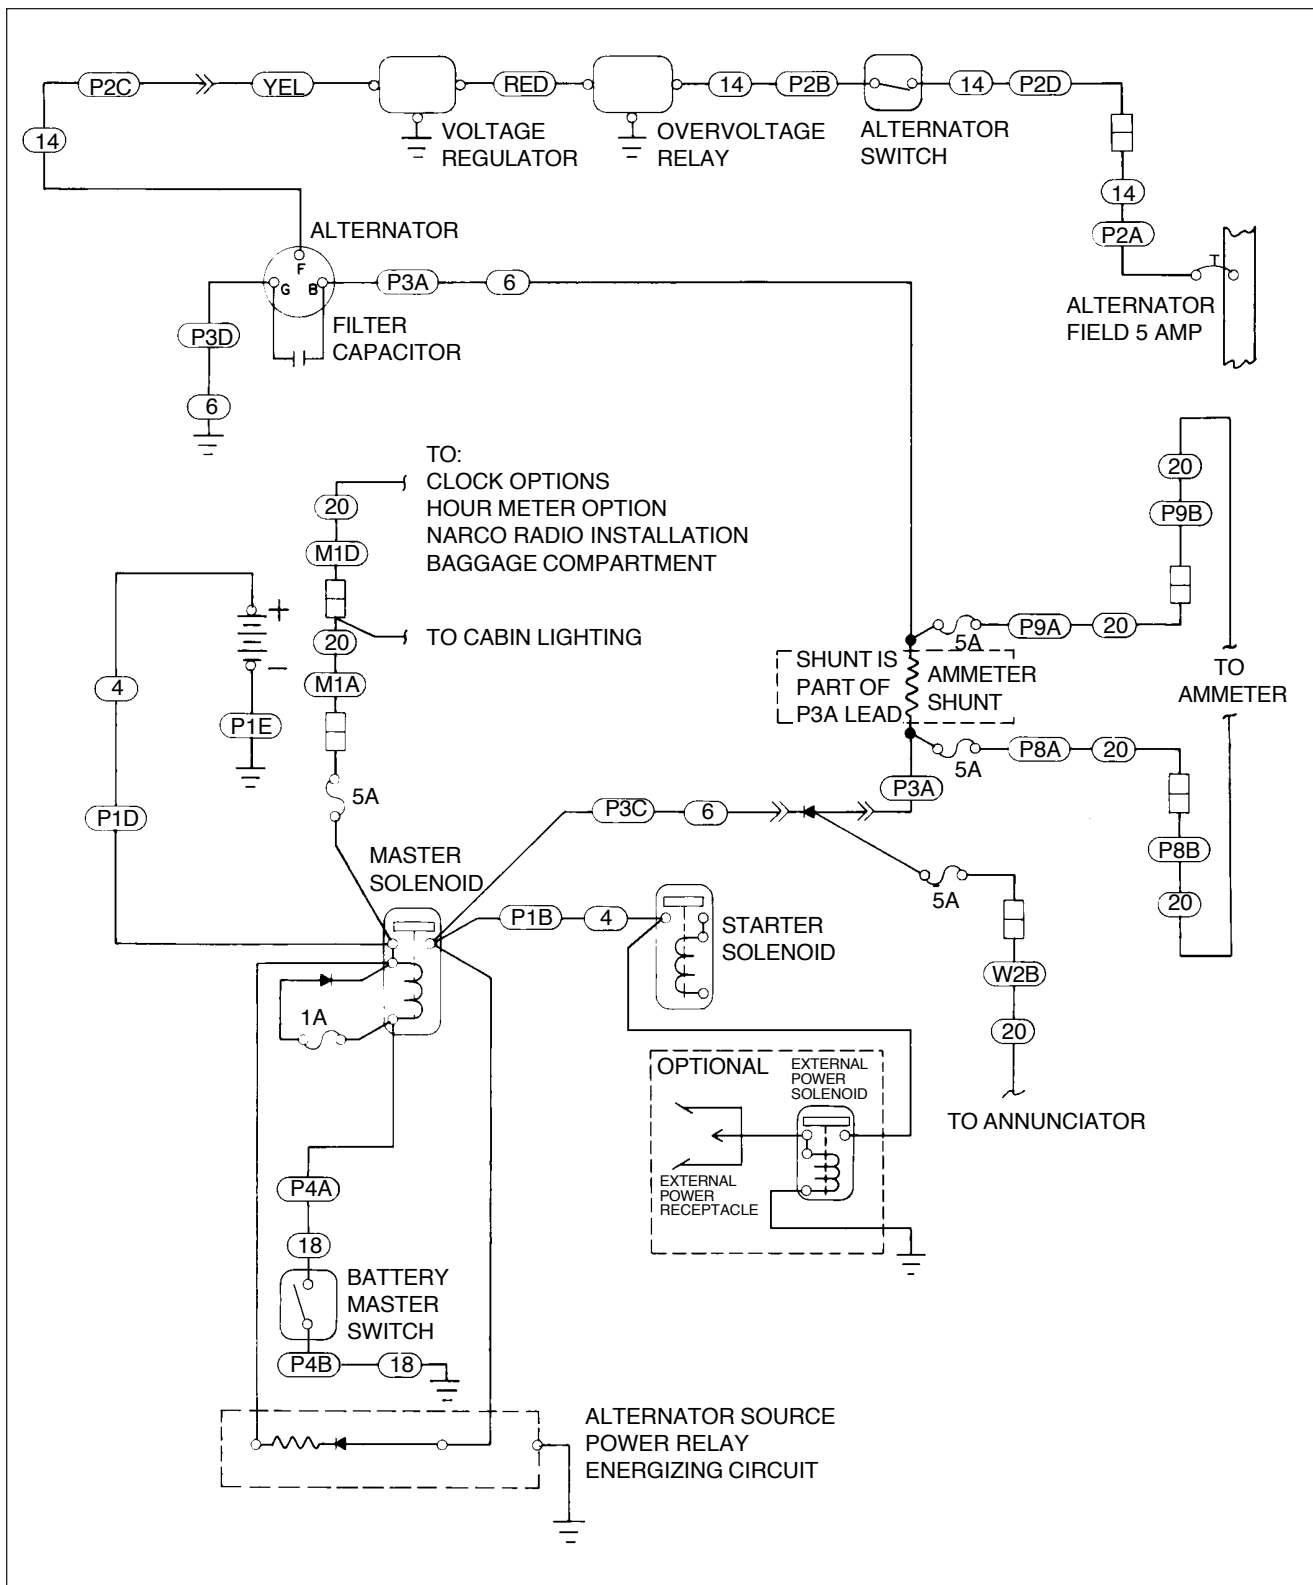 P2C
YEL
RED
14
P2B
14
P2D
VOLTAGE
REGULATOR
OVERVOLTAGE
RELAY
ALTERNATOR
SWITCH
14
14
P2A
T
ALTERNATOR
FIELD 5 AMP
ALTERNATOR
F
G
B
P3A
6
FILTER
CAPACITOR
P3D
6
TO:
CLOCK OPTIONS
HOUR METER OPTION
NARCO RADIO INSTALLATION
BAGGAGE COMPARTMENT
20
M1D
TO CABIN LIGHTING
20
M1A
5A
+
-
4
P1E
P1D
20
P9B
5A
P9A
20
SHUNT IS
PART OF
P3A LEAD
AMMETER
SHUNT
TO
AMMETER
5A
P8A
20
P3A
P8B
20
P3C
6
5A
W2B
20
TO ANNUNCIATOR
MASTER
SOLENOID
P1B
4
STARTER
SOLENOID
1A
OPTIONAL
EXTERNAL
POWER
SOLENOID
EXTERNAL
POWER
RECEPTACLE
P4A
18
BATTERY
MASTER
SWITCH
P4B
18
ALTERNATOR SOURCE
POWER RELAY
ENERGIZING CIRCUIT